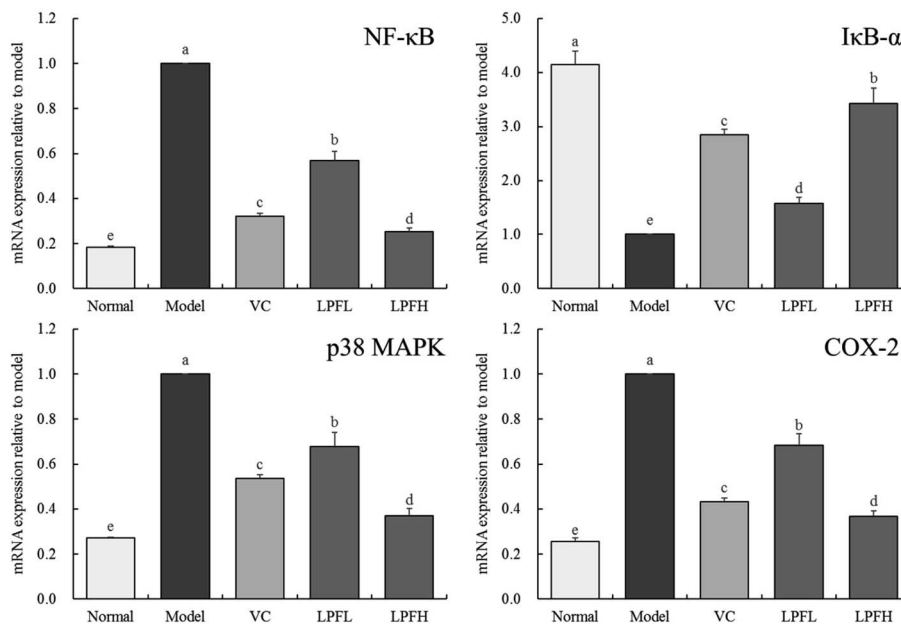 NF-κB
mRNA expression relative to model
1.2
1.0
0.8
0.6
0.4
0.2
0.0
e
a
c
b
d
Normal Model VC LPFL LPFH
IκB-α
mRNA expression relative to model
5.0
4.0
3.0
2.0
1.0
0.0
a
e
c
d
b
Normal Model VC LPFL LPFH
p38 MAPK
mRNA expression relative to model
1.2
1.0
0.8
0.6
0.4
0.2
0.0
e
a
c
b
d
Normal Model VC LPFL LPFH
COX-2
mRNA expression relative to model
1.2
1.0
0.8
0.6
0.4
0.2
0.0
e
a
c
b
d
Normal Model VC LPFL LPFH